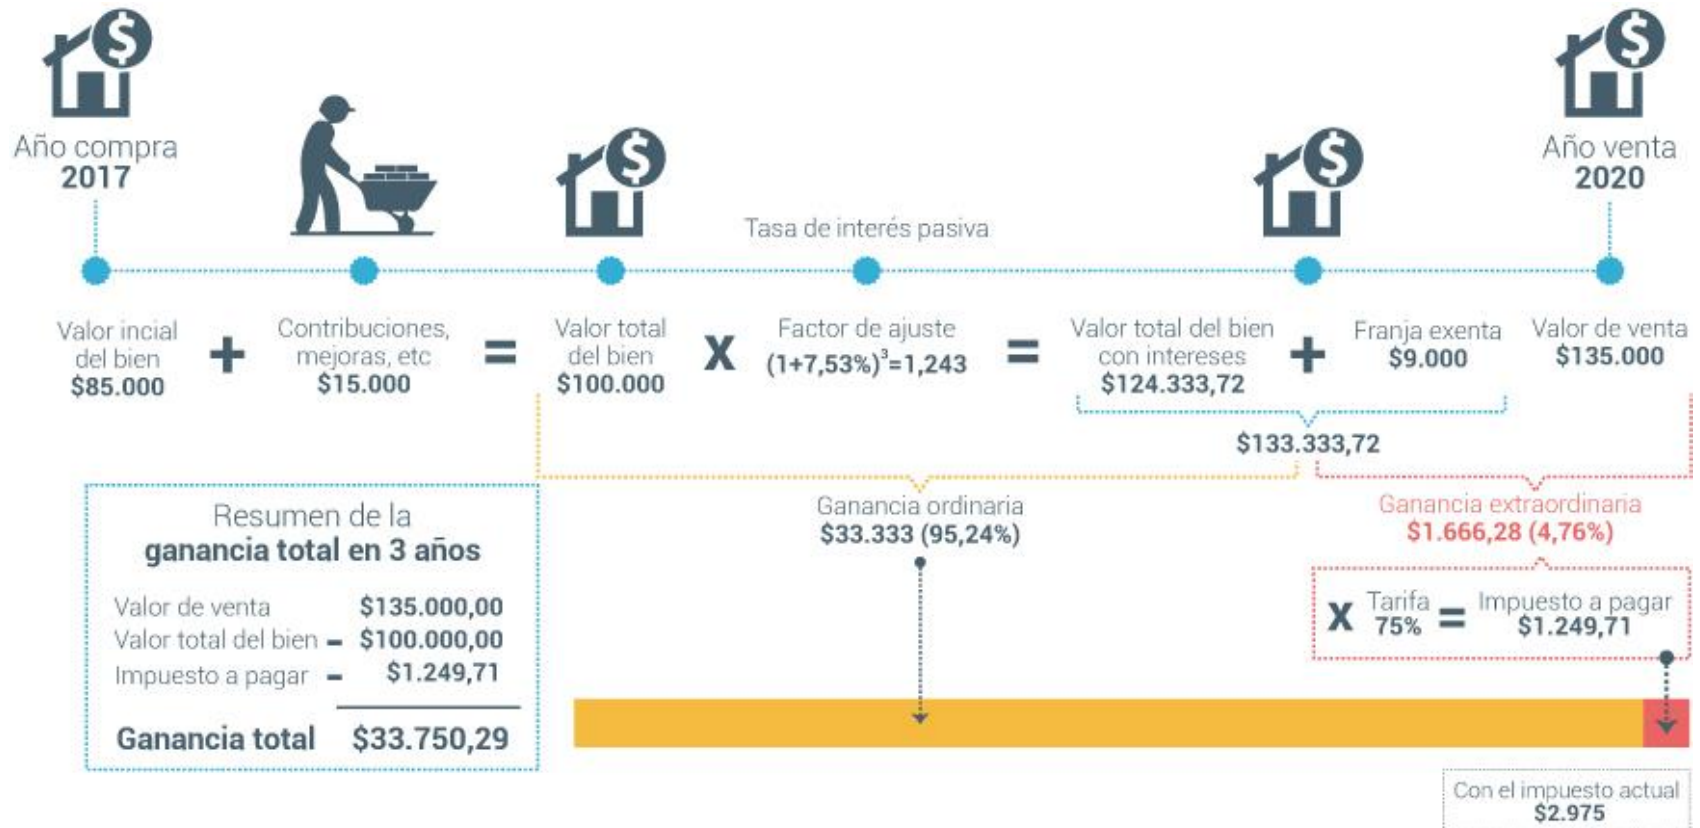 Año compra
2017
Año venta
2020
Tasa de interés pasiva
Valor incial
del bien
$85.000
+
Contribuciones,
mejoras, etc
$15.000
=
Valor total
del bien
$100.000
X
Factor de ajuste
(1+7,53%)³=1,243
=
Valor total del bien
con intereses
$124.333,72
+
Franja exenta
$9.000
Valor de venta
$135.000
$133.333,72
Ganancia ordinaria
$33.333 (95,24%)
Ganancia extraordinaria
$1.666,28 (4,76%)
X Tarifa 75% = Impuesto a pagar
$1.249,71
Resumen de la
ganancia total en 3 años
Valor de venta $135.000,00
Valor total del bien - $100.000,00
Impuesto a pagar - $1.249,71
Ganancia total $33.750,29
Con el impuesto actual
$2.975